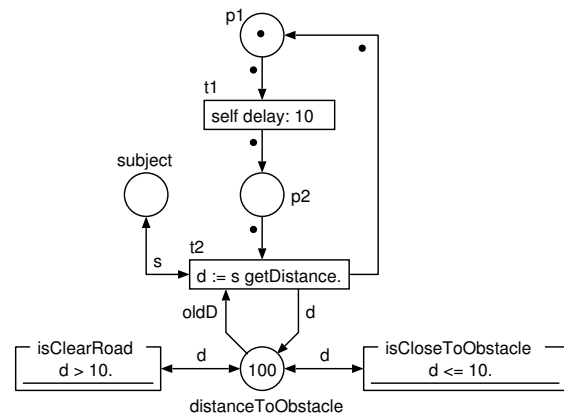 p1
t1
self delay: 10
subject
p2
t2
s
d := s getDistance.
oldD
d
isClearRoad
d > 10.
d
100
d
isCloseToObstacle
d <= 10.
distanceToObstacle